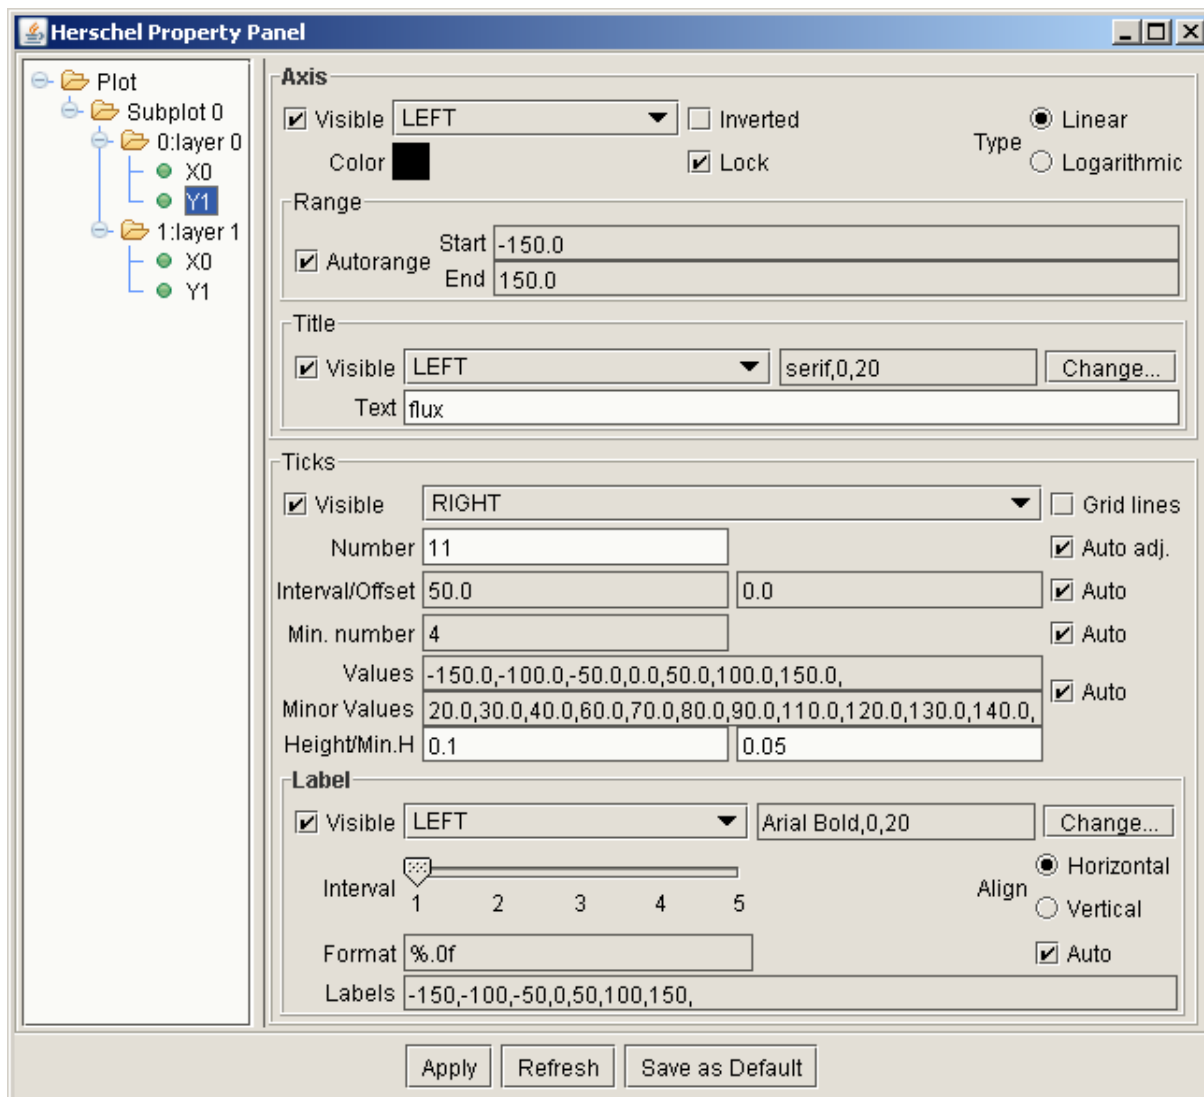 Herschel Property Panel
Plot
Subplot 0
0:layer 0
X0
Y1
1:layer 1
X0
Y1
Axis
Visible LEFT Inverted Type Linear
Color Lock Logarithmic
Range
Autorange Start -150.0
End 150.0
Title
Visible LEFT serif,0,20 Change...
Text flux
Ticks
Visible RIGHT Grid lines
Number 11 Auto adj.
Interval/Offset 50.0 0.0 Auto
Min. number 4 Auto
Values -150.0,-100.0,-50.0,0.0,50.0,100.0,150.0, Auto
Minor Values 20.0,30.0,40.0,60.0,70.0,80.0,90.0,110.0,120.0,130.0,140.0,
Height/Min.H 0.1 0.05
Label
Visible LEFT Arial Bold,0,20 Change...
Interval 1 2 3 4 5 Align Horizontal
Vertical
Format %.0f Auto
Labels -150,-100,-50,0,50,100,150,
Apply Refresh Save as Default